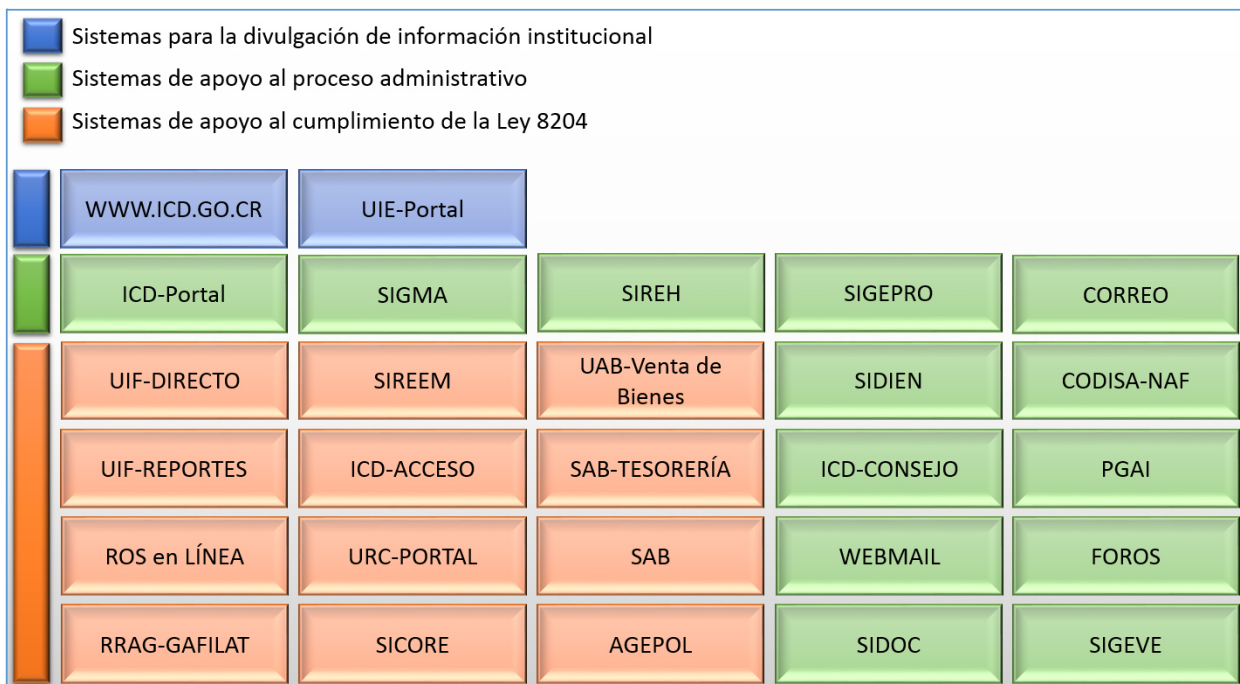 Sistemas para la divulgación de información institucional
Sistemas de apoyo al proceso administrativo
Sistemas de apoyo al cumplimiento de la Ley 8204
WWW.ICD.GO.CR
UIE-Portal
ICD-Portal
SIGMA
SIREH
SIGEPRO
CORREO
UIF-DIRECTO
SIREEM
UAB-Venta de
Bienes
SIDIEN
CODISA-NAF
UIF-REPORTES
ICD-ACCESO
SAB-TESORERÍA
ICD-CONSEJO
PGAI
ROS en LÍNEA
URC-PORTAL
SAB
WEBMAIL
FOROS
RRAG-GAFILAT
SICORE
AGEPOL
SIDOC
SIGEVE